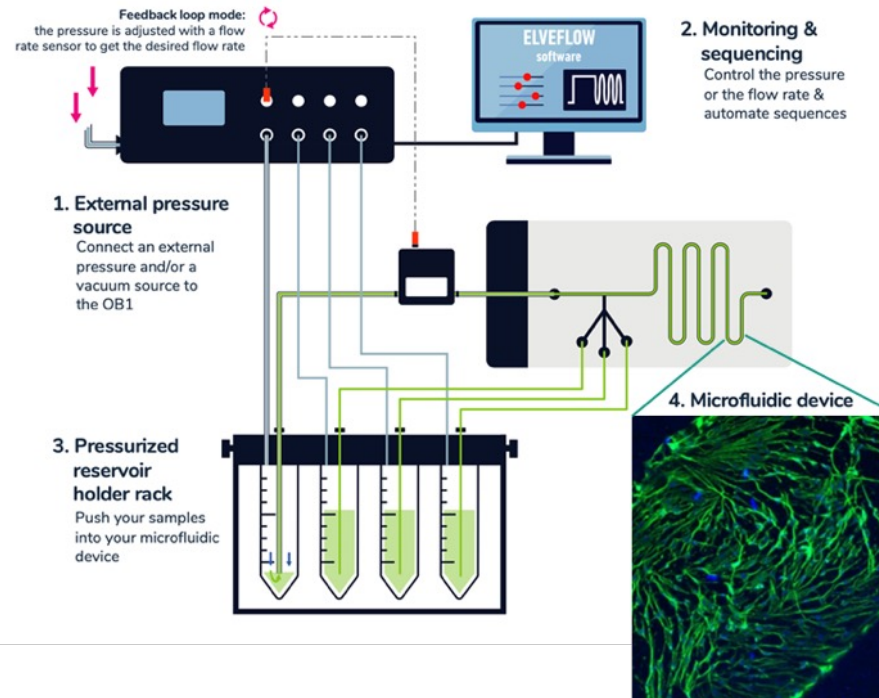 Feedback loop mode:
the pressure is adjusted with a flow
rate sensor to get the desired flow rate
ELVEFLOW
software
2. Monitoring &
sequencing
Control the pressure
or the flow rate &
automate sequences
1. External pressure
source
Connect an external
pressure and/or a
vacuum source to
the OB1
4. Microfluidic device
3. Pressurized
reservoir
holder rack
Push your samples
into your microfluidic
device